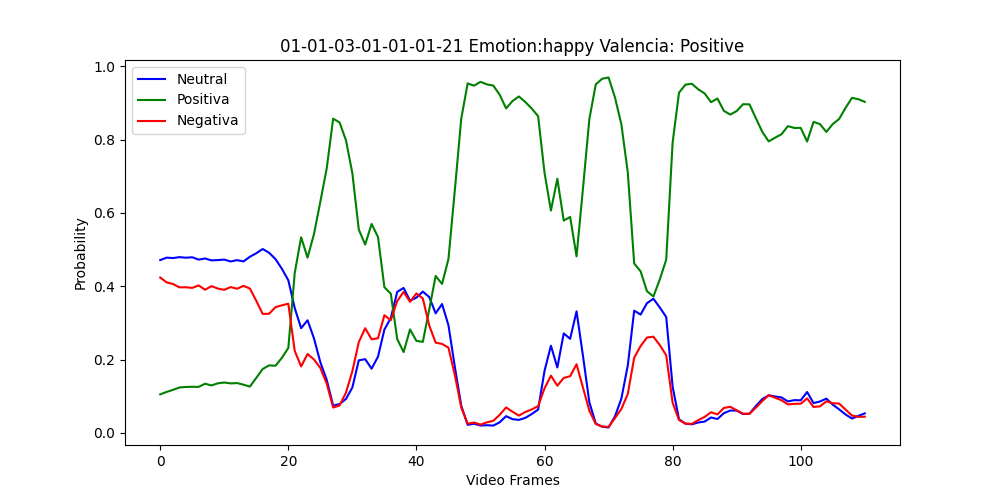 01-01-03-01-01-01-21 Emotion:happy Valencia: Positive
1.0
0.8
0.6
0.4
0.2
0.0
Probability
Neutral
Positiva
Negativa
0 20 40 60 80 100
Video Frames